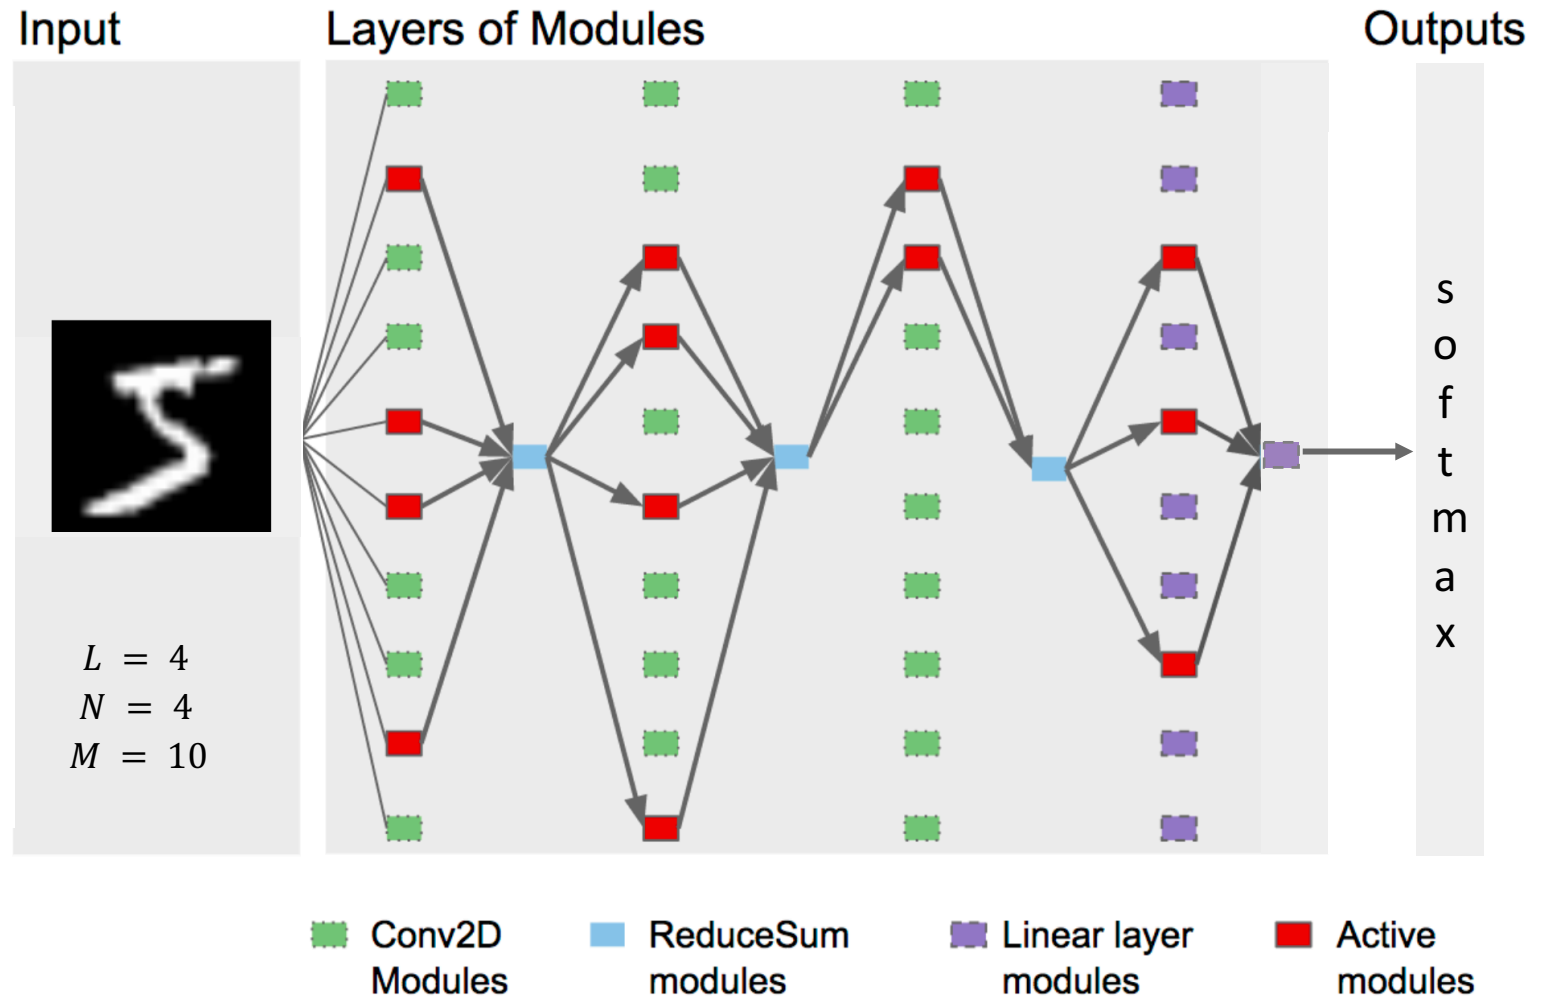 Input
Layers of Modules
Outputs
L = 4
N = 4
M = 10
s
o
f
t
m
a
x
Conv2D
Modules
ReduceSum
modules
Linear layer
modules
Active
modules